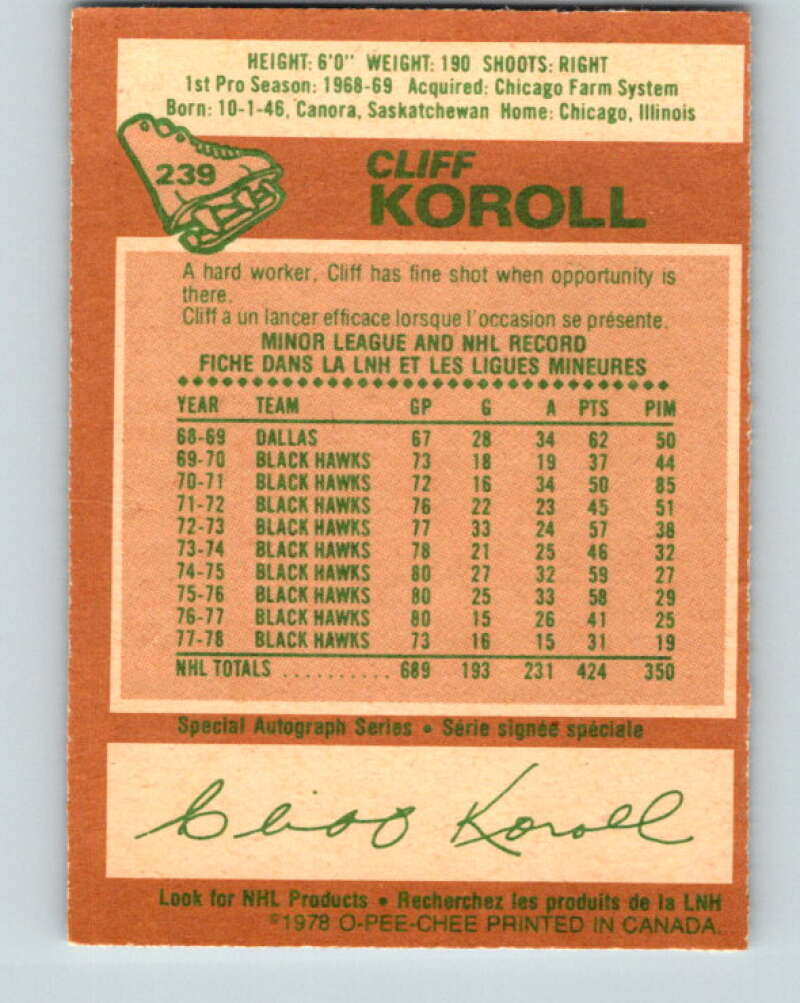 HEIGHT: 6'0" WEIGHT: 190 SHOOTS: RIGHT
1st Pro Season: 1968-69 Acquired: Chicago Farm System
Born: 10-1-46, Canora, Saskatchewan Home: Chicago, Illinois
239
CLIFF
KOROLL
A hard worker, Cliff has fine shot when opportunity is
there.
Cliff a un lancer efficace lorsque l'occasion se présente.
MINOR LEAGUE AND NHL RECORD
FICHE DANS LA LNH ET LES LIGUES MINEURES
YEAR TEAM GP G A PTS PIM
68-69 DALLAS 67 28 34 62 50
69-70 BLACK HAWKS 73 18 19 37 44
70-71 BLACK HAWKS 72 16 34 50 85
71-72 BLACK HAWKS 76 22 23 45 51
72-73 BLACK HAWKS 77 33 24 57 38
73-74 BLACK HAWKS 78 21 25 46 32
74-75 BLACK HAWKS 80 27 32 59 27
75-76 BLACK HAWKS 80 25 33 58 29
76-77 BLACK HAWKS 80 15 26 41 25
77-78 BLACK HAWKS 73 16 15 31 19
NHL TOTALS .......... 689 193 231 424 350
Special Autograph Series • Série signée spéciale
Cliff Koroll
Look for NHL Products • Recherchez les produits de la LNH
©1978 O-PEE-CHEE PRINTED IN CANADA.